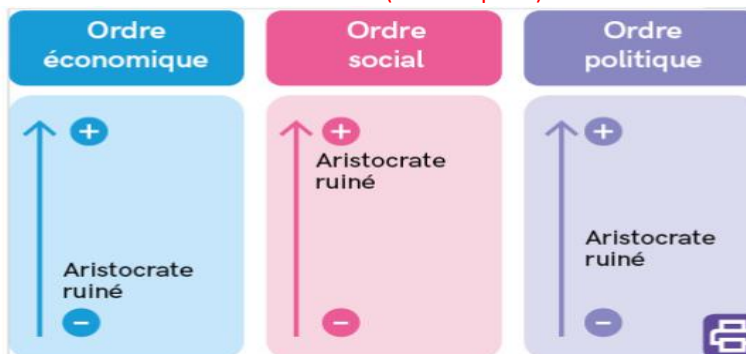 Ordre
économique
Ordre
social
Ordre
politique
+
Aristocrate
ruiné
−
+
Aristocrate
ruiné
−
+
Aristocrate
ruiné
−